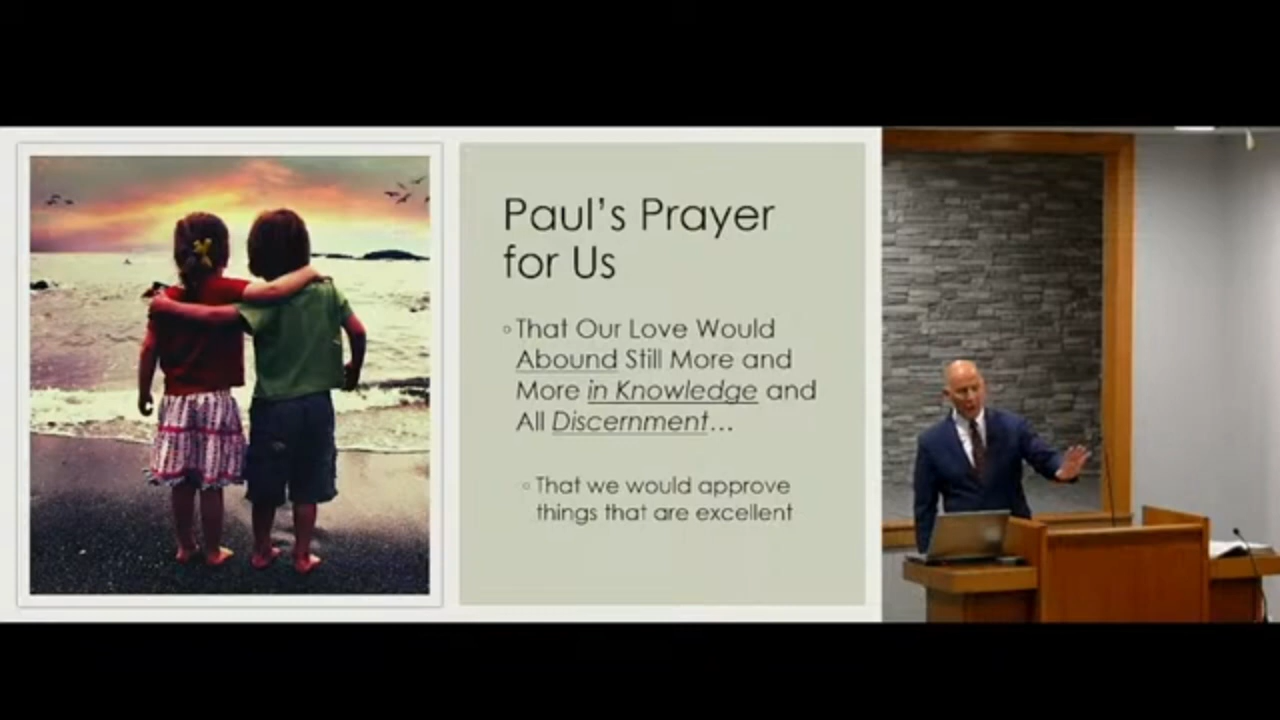 Paul's Prayer
for Us
◦ That Our Love Would
Abound Still More and
More in Knowledge and
All Discernment...
◦ That we would approve
things that are excellent